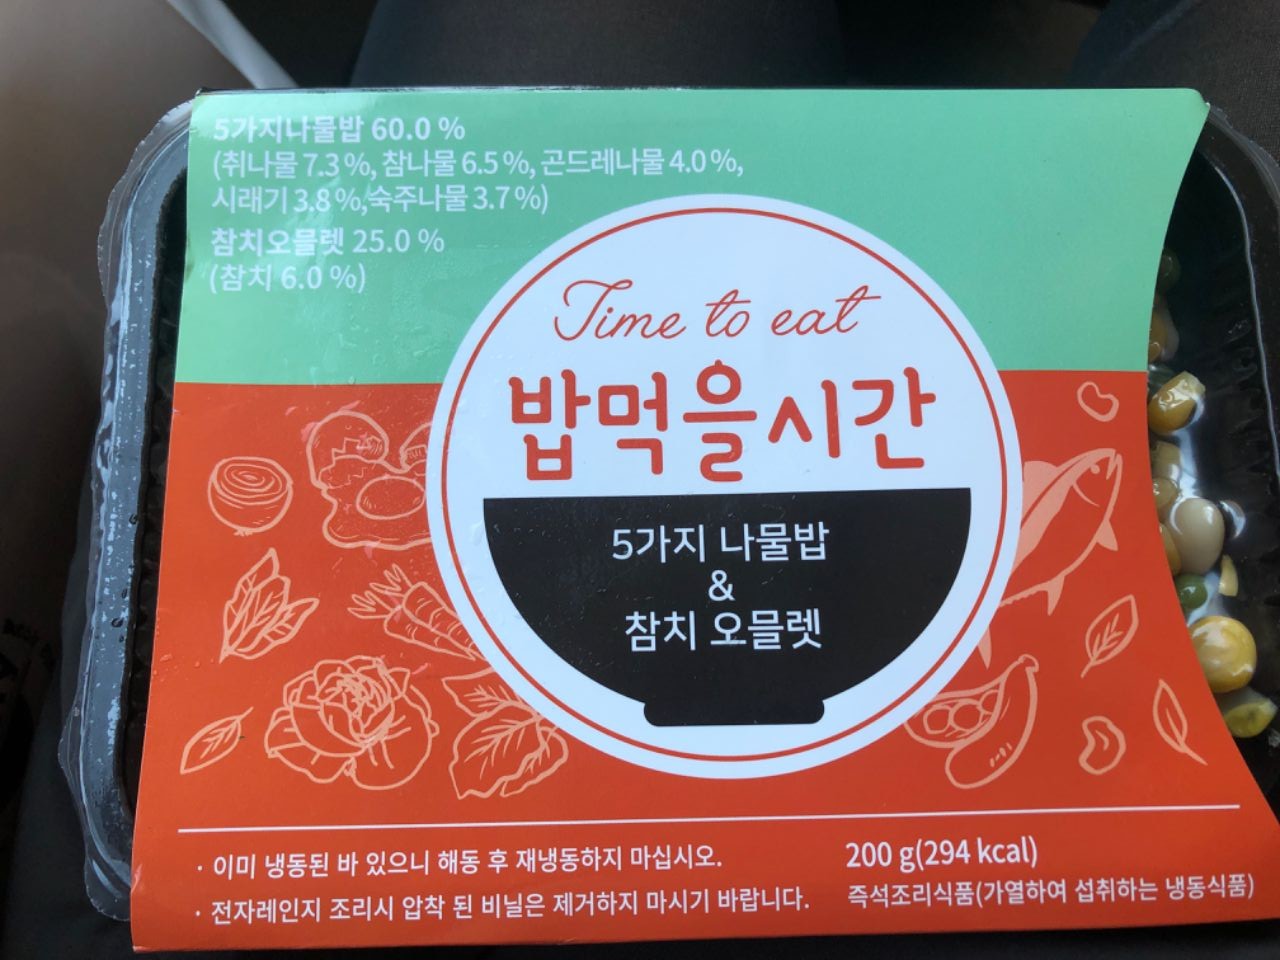 5가지나물밥 60.0 %
(취나물 7.3 %, 참나물 6.5 %, 곤드레나물 4.0 %,
시래기 3.8 %,숙주나물 3.7 %)
참치오믈렛 25.0 %
(참치 6.0 %)
Time to eat
밥먹을시간
5가지 나물밥
&
참치 오믈렛
· 이미 냉동된 바 있으니 해동 후 재냉동하지 마십시오.
· 전자레인지 조리시 압착 된 비닐은 제거하지 마시기 바랍니다.
200 g(294 kcal)
즉석조리식품(가열하여 섭취하는 냉동식품)